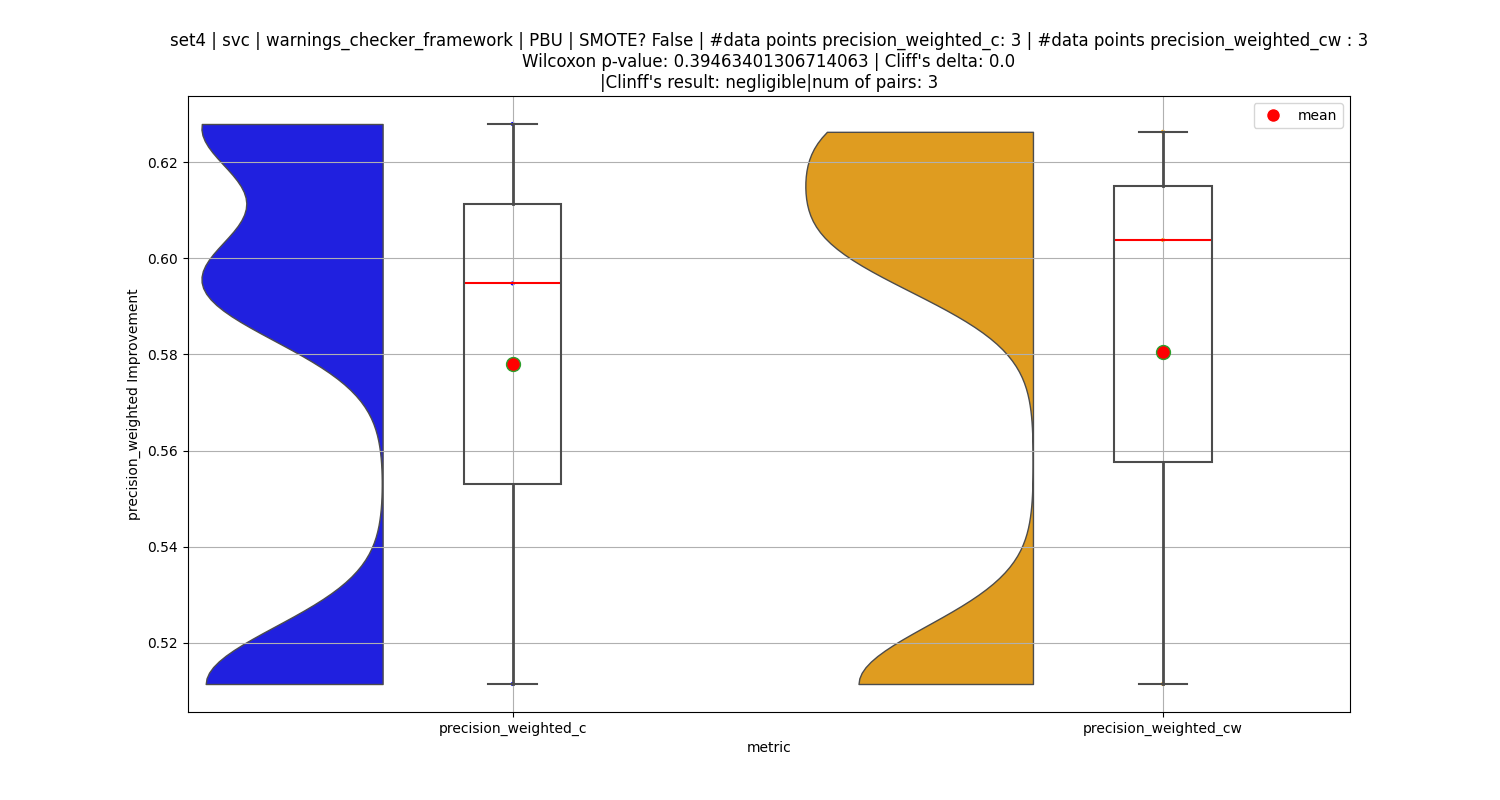 set4 | svc | warnings_checker_framework | PBU | SMOTE? False | #data points precision_weighted_c: 3 | #data points precision_weighted_cw : 3
Wilcoxon p-value: 0.39463401306714063 | Cliff's delta: 0.0
|Clinff's result: negligible|num of pairs: 3
mean
0.62
0.60
0.58
0.56
0.54
0.52
precision_weighted Improvement
precision_weighted_c
precision_weighted_cw
metric